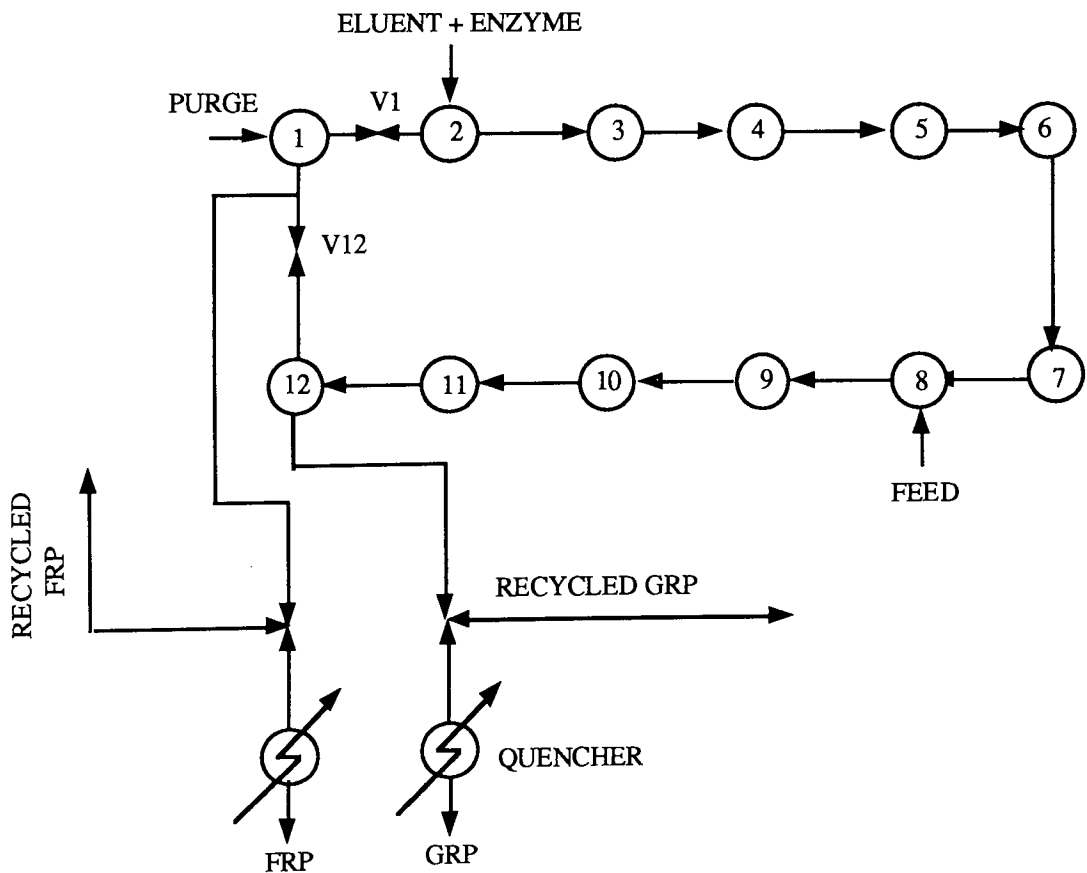 ELUENT + ENZYME
PURGE
V1
1
2
3
4
5
6
V12
12
11
10
9
8
7
FEED
RECYCLED
FRP
RECYCLED GRP
QUENCHER
FRP
GRP